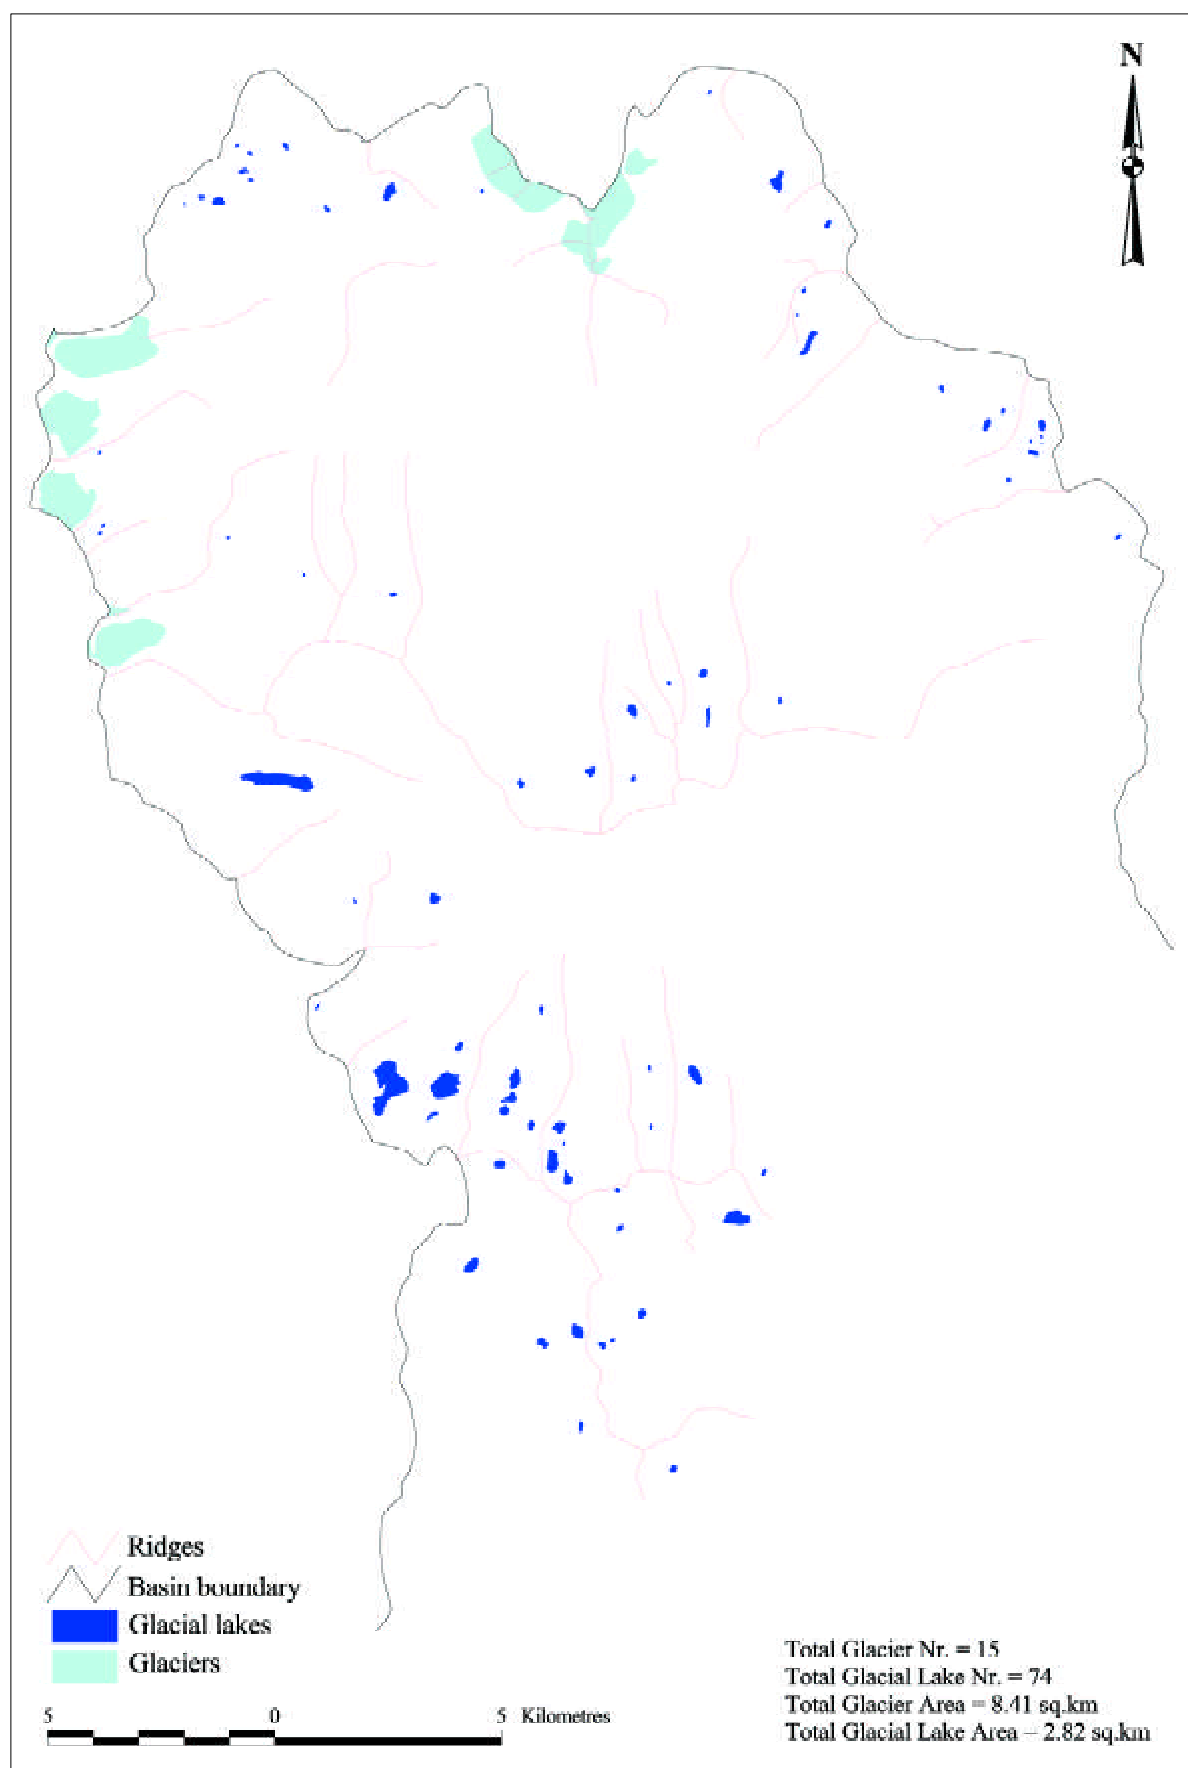 N
Ridges
Basin boundary
Glacial lakes
Glaciers
5 0 5 Kilometres
Total Glacier Nr. = 15
Total Glacial Lake Nr. = 74
Total Glacier Area = 8.41 sq.km
Total Glacial Lake Area = 2.82 sq.km